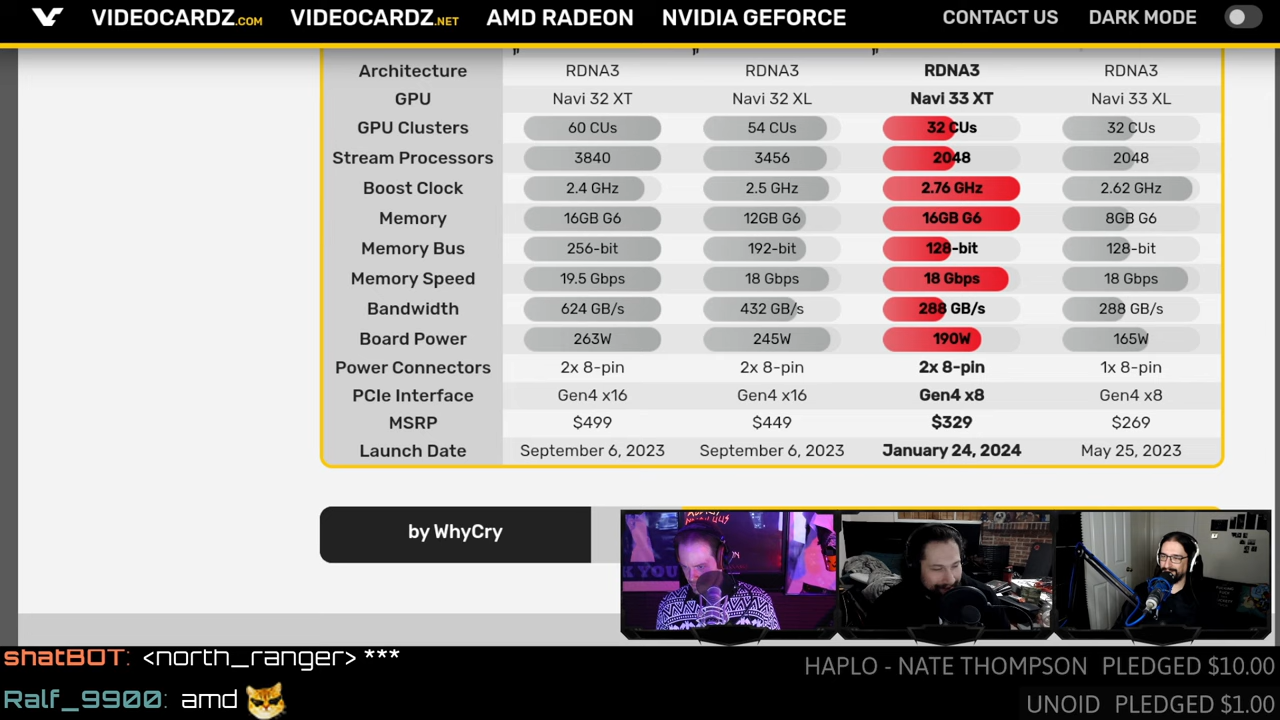 VIDEOCARDZ.COM VIDEOCARDZ.NET AMD RADEON NVIDIA GEFORCE CONTACT US DARK MODE
Architecture RDNA3 RDNA3 RDNA3 RDNA3
GPU Navi 32 XT Navi 32 XL Navi 33 XT Navi 33 XL
GPU Clusters 60 CUs 54 CUs 32 CUs 32 CUs
Stream Processors 3840 3456 2048 2048
Boost Clock 2.4 GHz 2.5 GHz 2.76 GHz 2.62 GHz
Memory 16GB G6 12GB G6 16GB G6 8GB G6
Memory Bus 256-bit 192-bit 128-bit 128-bit
Memory Speed 19.5 Gbps 18 Gbps 18 Gbps 18 Gbps
Bandwidth 624 GB/s 432 GB/s 288 GB/s 288 GB/s
Board Power 263W 245W 190W 165W
Power Connectors 2x 8-pin 2x 8-pin 2x 8-pin 1x 8-pin
PCIe Interface Gen4 x16 Gen4 x16 Gen4 x8 Gen4 x8
MSRP $499 $449 $329 $269
Launch Date September 6, 2023 September 6, 2023 January 24, 2024 May 25, 2023
by WhyCry
shatBOT: <north_ranger> ***
Ralf_9900: amd
HAPLO - NATE THOMPSON PLEDGED $10.00
UNOID PLEDGED $1.00